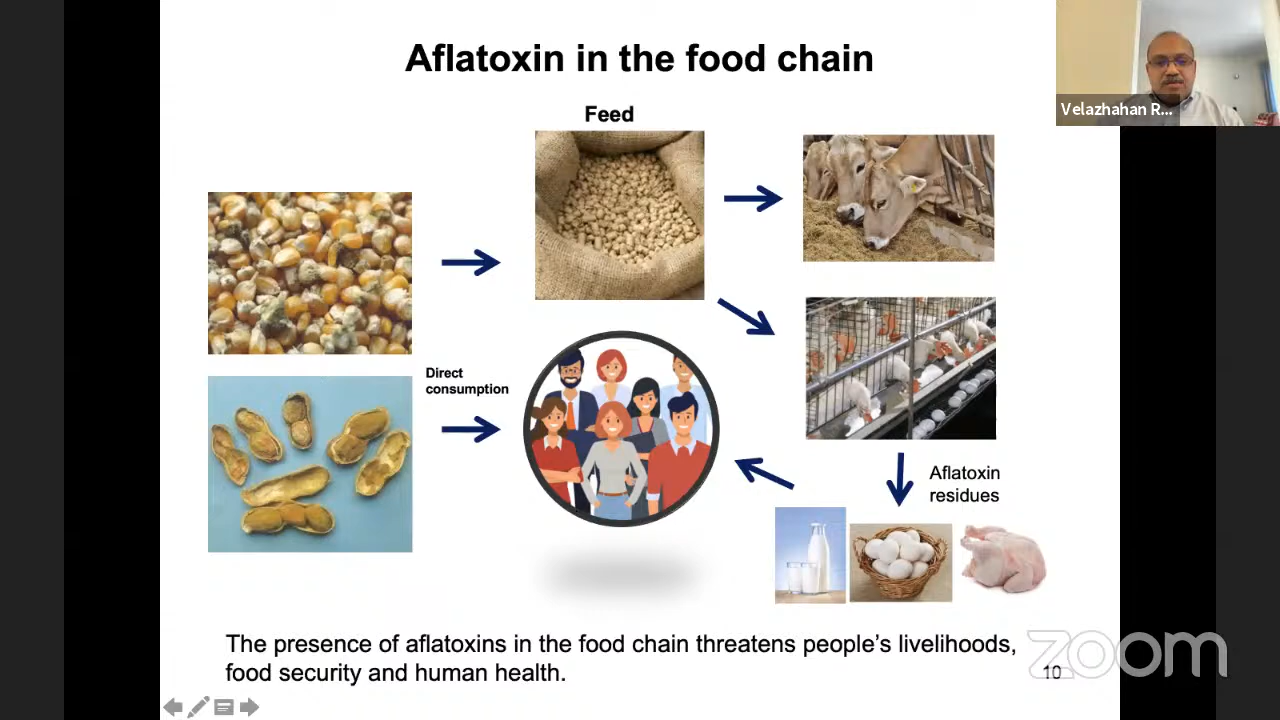 Aflatoxin in the food chain
Velazhahan R...
Feed
Direct
consumption
Aflatoxin
residues
The presence of aflatoxins in the food chain threatens people’s livelihoods,
food security and human health.
10
zoom